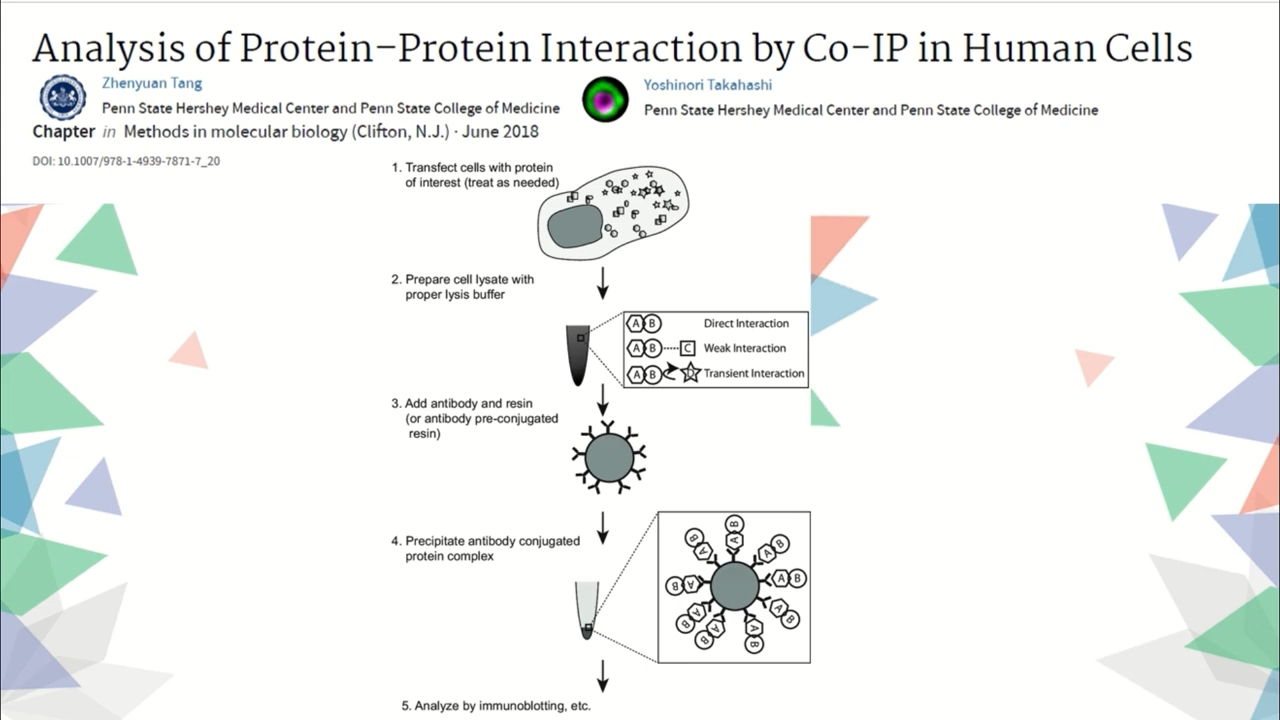 Analysis of Protein–Protein Interaction by Co-IP in Human Cells
Zhenyuan Tang
Penn State Hershey Medical Center and Penn State College of Medicine
Yoshinori Takahashi
Penn State Hershey Medical Center and Penn State College of Medicine
Chapter in Methods in molecular biology (Clifton, N.J.) · June 2018
DOI: 10.1007/978-1-4939-7871-7_20
1. Transfect cells with protein
of interest (treat as needed)
2. Prepare cell lysate with
proper lysis buffer
A B Direct Interaction
A B C Weak Interaction
A B D Transient Interaction
3. Add antibody and resin
(or antibody pre-conjugated
resin)
4. Precipitate antibody conjugated
protein complex
A B
A B
A B
A B
A B
A B
A B
A B
A B
5. Analyze by immunoblotting, etc.